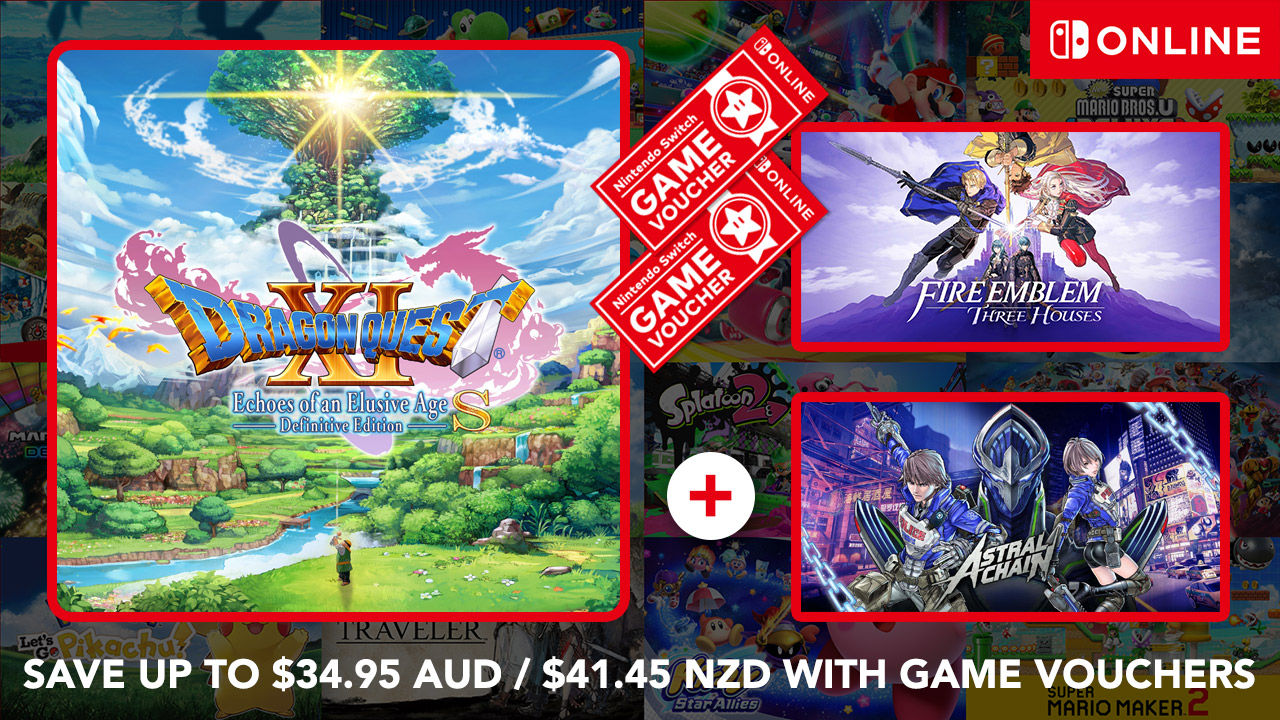 ONLINE
SUPER
MARIO BROS. U
DELUXE
ONLINE
Nintendo Switch
GAME
VOUCHER
ONLINE
Nintendo Switch
GAME
VOUCHER
DRAGON QUEST®
XI
Echoes of an Elusive Age S
Definitive Edition
FIRE EMBLEM
THREE HOUSES
Splatoon 2
+
POLICE
ASTRAL
CHAIN
Let's
Go Pikachu!
TRAVELER
Star Allies
SUPER
MARIO MAKER 2
SAVE UP TO $34.95 AUD / $41.45 NZD WITH GAME VOUCHERS